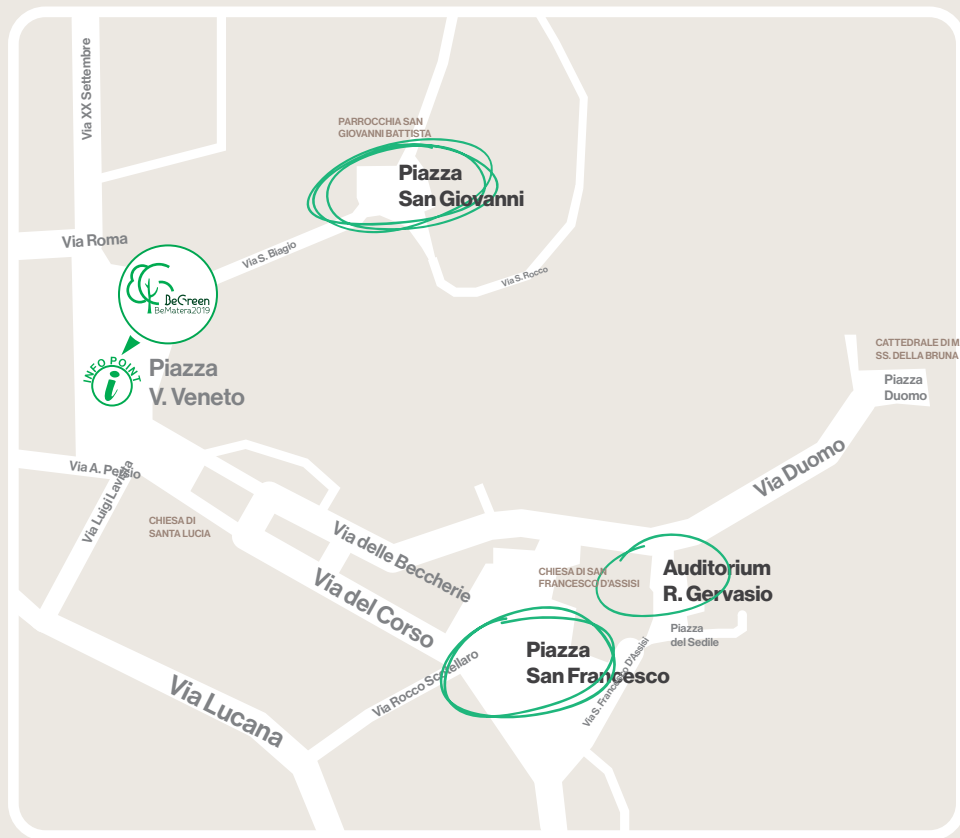 Via XX Settembre
PARROCCHIA SAN
GIOVANNI BATTISTA
Piazza
San Giovanni
Via Roma
Via S. Biagio
Via S. Rocco
BeGreen
BeMatera2019
INFO POINT
i
Piazza
V. Veneto
CATTEDRALE DI M
SS. DELLA BRUNA
Piazza
Duomo
Via Duomo
Via A. Persio
Via Luigi Lavista
CHIESA DI
SANTA LUCIA
Via delle Beccherie
Via del Corso
CHIESA DI SAN
FRANCESCO D'ASSISI
Auditorium
R. Gervasio
Piazza
del Sedile
Piazza
San Francesco
Via S. Francesco D'Assisi
Via Rocco Scotellaro
Via Lucana